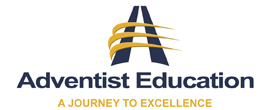 Adventist Education
A JOURNEY TO EXCELLENCE